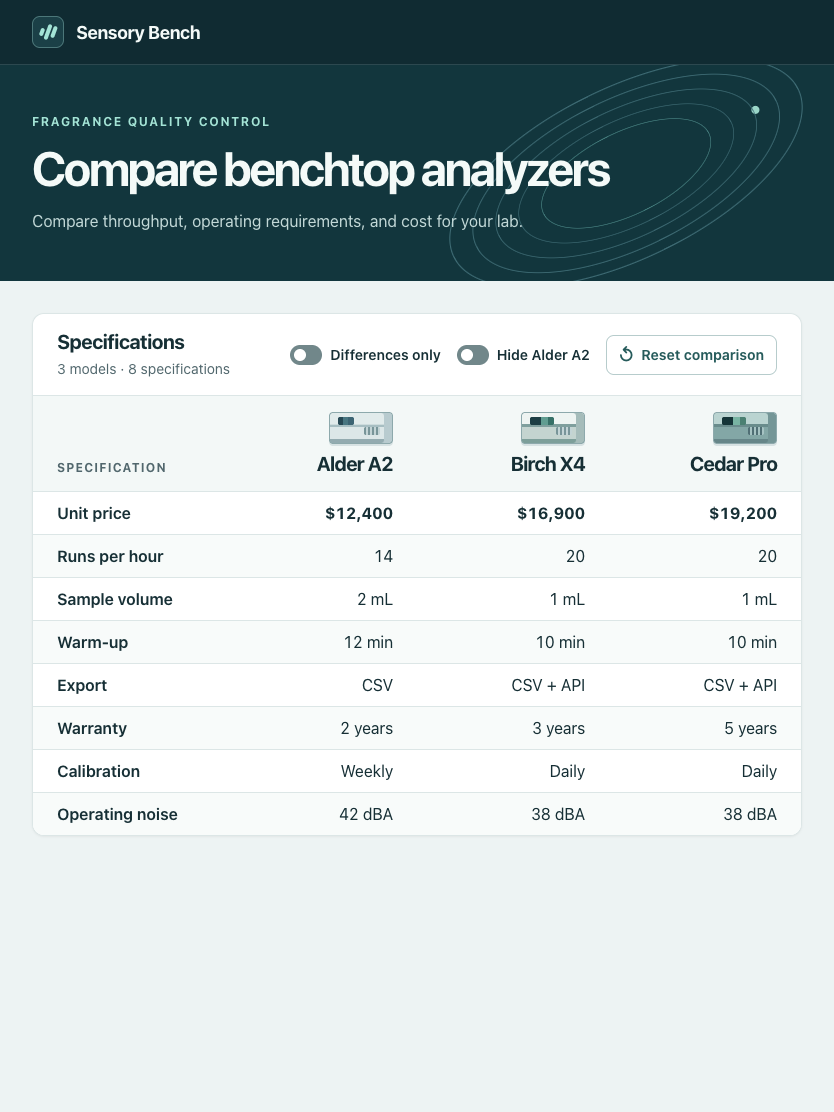 Sensory Bench
FRAGRANCE QUALITY CONTROL
Compare benchtop analyzers
Compare throughput, operating requirements, and cost for your lab.
Specifications
3 models · 8 specifications
Differences only
Hide Alder A2
Reset comparison
SPECIFICATION Alder A2 Birch X4 Cedar Pro
Unit price $12,400 $16,900 $19,200
Runs per hour 14 20 20
Sample volume 2 mL 1 mL 1 mL
Warm-up 12 min 10 min 10 min
Export CSV CSV + API CSV + API
Warranty 2 years 3 years 5 years
Calibration Weekly Daily Daily
Operating noise 42 dBA 38 dBA 38 dBA